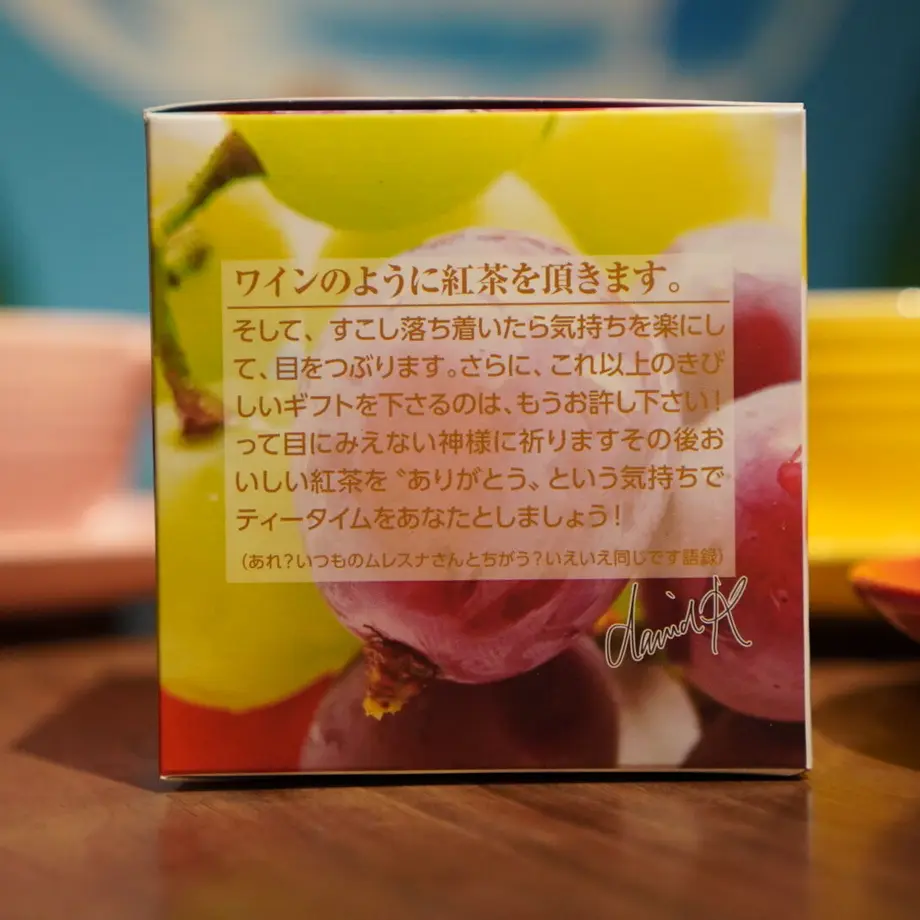 ワインのように紅茶を頂きます。
そして、すこし落ち着いたら気持ちを楽にし
て、目をつぶります。さらに、これ以上のきび
しいギフトを下さるのは、もうお許し下さい!
って目にみえない神様に祈りますその後お
いしい紅茶を〝ありがとう〟という気持ちで
ティータイムをあなたとしましょう!
(あれ?いつものムレスナさんとちがう?いえいえ同じです語録)
david K